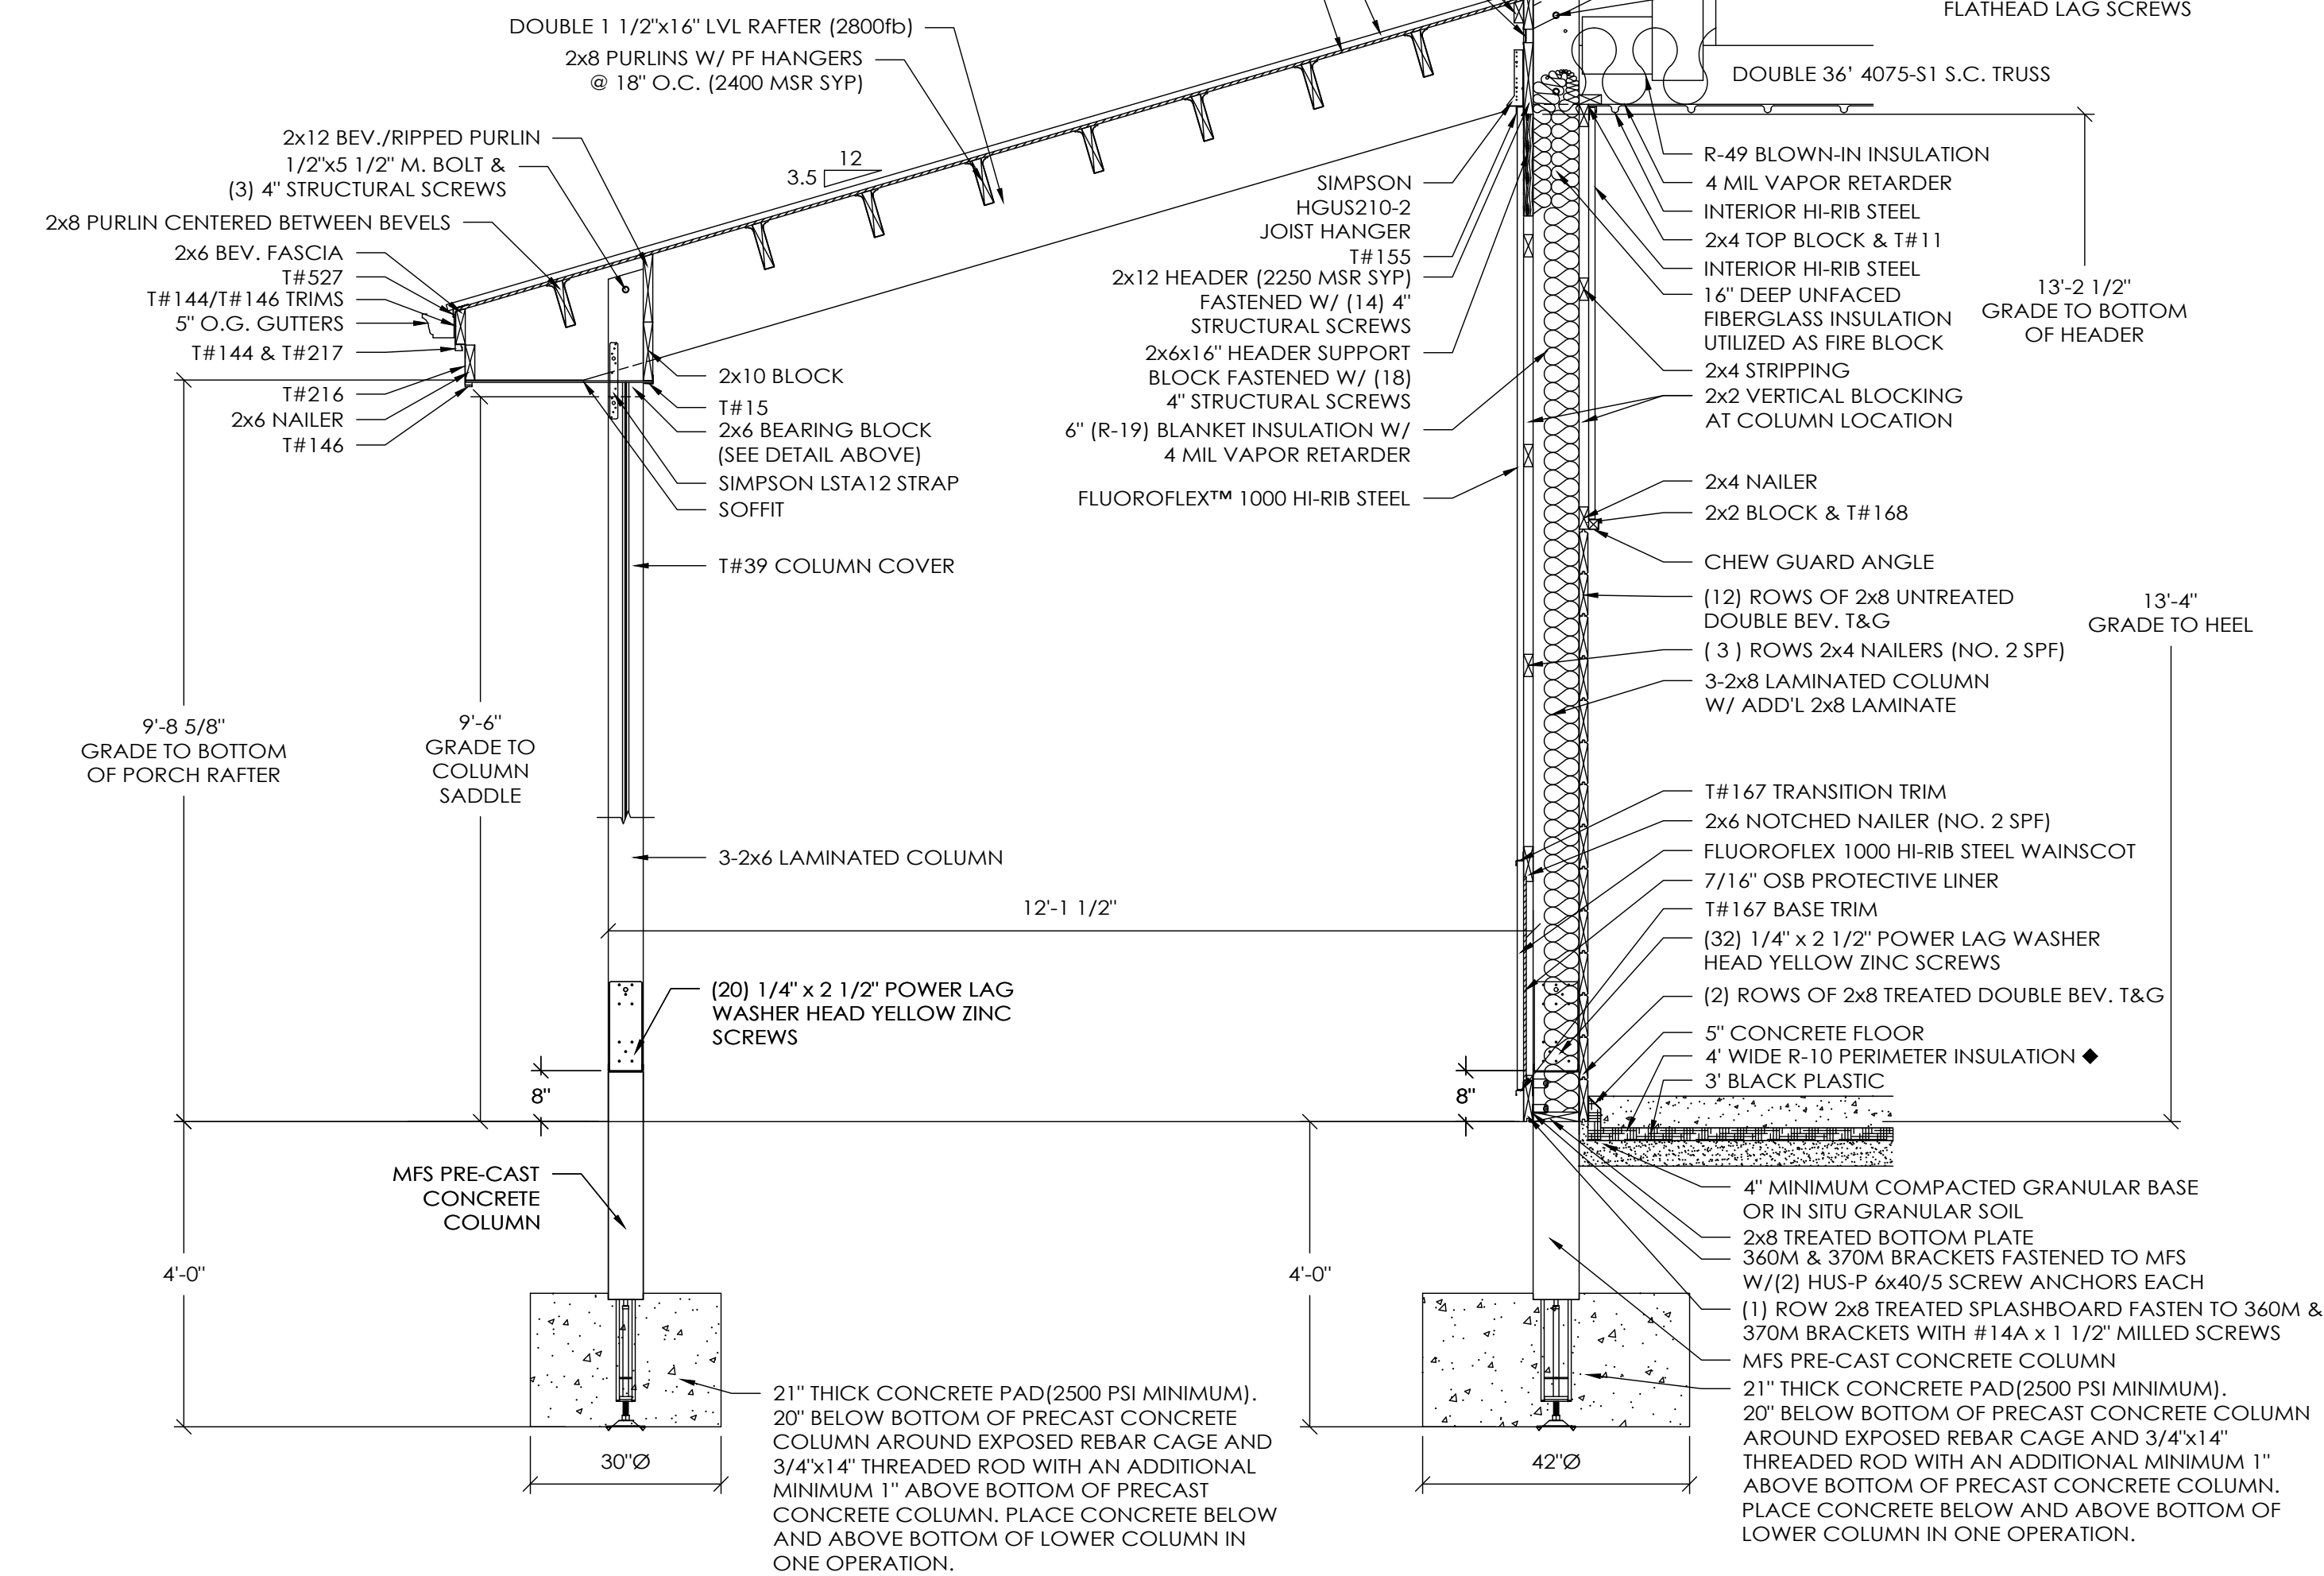 FLATHEAD LAG SCREWS
DOUBLE 1 1/2"x16" LVL RAFTER (2800fb)
2x8 PURLINS W/ PF HANGERS
@ 18" O.C. (2400 MSR SYP)
DOUBLE 36' 4075-S1 S.C. TRUSS
2x12 BEV./RIPPED PURLIN
1/2"x5 1/2" M. BOLT &
(3) 4" STRUCTURAL SCREWS
2x8 PURLIN CENTERED BETWEEN BEVELS
2x6 BEV. FASCIA
T#527
T#144/T#146 TRIMS
5" O.G. GUTTERS
T#144 & T#217
T#216
2x6 NAILER
T#146
12
3.5
2x10 BLOCK
T#15
2x6 BEARING BLOCK
(SEE DETAIL ABOVE)
SIMPSON LSTA12 STRAP
SOFFIT
T#39 COLUMN COVER
SIMPSON
HGUS210-2
JOIST HANGER
T#155
2x12 HEADER (2250 MSR SYP)
FASTENED W/ (14) 4"
STRUCTURAL SCREWS
2x6x16" HEADER SUPPORT
BLOCK FASTENED W/ (18)
4" STRUCTURAL SCREWS
6" (R-19) BLANKET INSULATION W/
4 MIL VAPOR RETARDER
FLUOROFLEX™ 1000 HI-RIB STEEL
R-49 BLOWN-IN INSULATION
4 MIL VAPOR RETARDER
INTERIOR HI-RIB STEEL
2x4 TOP BLOCK & T#11
INTERIOR HI-RIB STEEL
16" DEEP UNFACED
FIBERGLASS INSULATION
UTILIZED AS FIRE BLOCK
2x4 STRIPPING
2x2 VERTICAL BLOCKING
AT COLUMN LOCATION
13'-2 1/2"
GRADE TO BOTTOM
OF HEADER
2x4 NAILER
2x2 BLOCK & T#168
CHEW GUARD ANGLE
(12) ROWS OF 2x8 UNTREATED
DOUBLE BEV. T&G
( 3 ) ROWS 2x4 NAILERS (NO. 2 SPF)
3-2x8 LAMINATED COLUMN
W/ ADD'L 2x8 LAMINATE
13'-4"
GRADE TO HEEL
9'-8 5/8"
GRADE TO BOTTOM
OF PORCH RAFTER
9'-6"
GRADE TO
COLUMN
SADDLE
3-2x6 LAMINATED COLUMN
12'-1 1/2"
T#167 TRANSITION TRIM
2x6 NOTCHED NAILER (NO. 2 SPF)
FLUOROFLEX 1000 HI-RIB STEEL WAINSCOT
7/16" OSB PROTECTIVE LINER
T#167 BASE TRIM
(32) 1/4" x 2 1/2" POWER LAG WASHER
HEAD YELLOW ZINC SCREWS
(2) ROWS OF 2x8 TREATED DOUBLE BEV. T&G
5" CONCRETE FLOOR
4' WIDE R-10 PERIMETER INSULATION ◆
3' BLACK PLASTIC
(20) 1/4" x 2 1/2" POWER LAG
WASHER HEAD YELLOW ZINC
SCREWS
8"
8"
MFS PRE-CAST
CONCRETE
COLUMN
4'-0"
4'-0"
4" MINIMUM COMPACTED GRANULAR BASE
OR IN SITU GRANULAR SOIL
2x8 TREATED BOTTOM PLATE
360M & 370M BRACKETS FASTENED TO MFS
W/(2) HUS-P 6x40/5 SCREW ANCHORS EACH
(1) ROW 2x8 TREATED SPLASHBOARD FASTEN TO 360M &
370M BRACKETS WITH #14A x 1 1/2" MILLED SCREWS
MFS PRE-CAST CONCRETE COLUMN
21" THICK CONCRETE PAD(2500 PSI MINIMUM).
20" BELOW BOTTOM OF PRECAST CONCRETE COLUMN
AROUND EXPOSED REBAR CAGE AND 3/4"x14"
THREADED ROD WITH AN ADDITIONAL MINIMUM 1"
ABOVE BOTTOM OF PRECAST CONCRETE COLUMN.
PLACE CONCRETE BELOW AND ABOVE BOTTOM OF
LOWER COLUMN IN ONE OPERATION.
21" THICK CONCRETE PAD(2500 PSI MINIMUM).
20" BELOW BOTTOM OF PRECAST CONCRETE
COLUMN AROUND EXPOSED REBAR CAGE AND
3/4"x14" THREADED ROD WITH AN ADDITIONAL
MINIMUM 1" ABOVE BOTTOM OF PRECAST
CONCRETE COLUMN. PLACE CONCRETE BELOW
AND ABOVE BOTTOM OF LOWER COLUMN IN
ONE OPERATION.
30"Ø
42"Ø